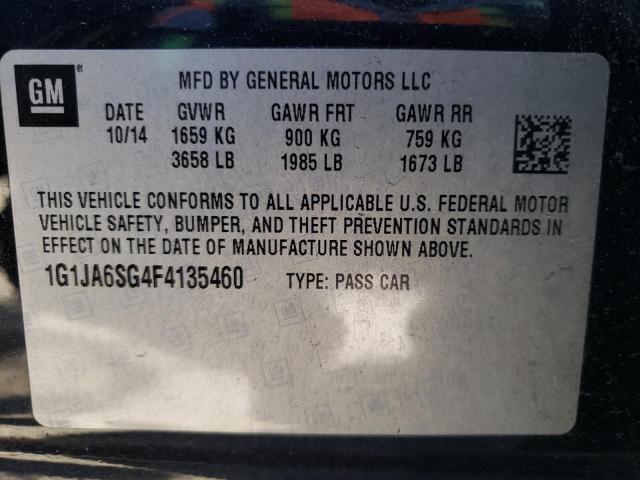 GM ®
MFD BY GENERAL MOTORS LLC
DATE GVWR GAWR FRT GAWR RR
10/14 1659 KG 900 KG 759 KG
3658 LB 1985 LB 1673 LB
THIS VEHICLE CONFORMS TO ALL APPLICABLE U.S. FEDERAL MOTOR
VEHICLE SAFETY, BUMPER, AND THEFT PREVENTION STANDARDS IN
EFFECT ON THE DATE OF MANUFACTURE SHOWN ABOVE.
1G1JA6SG4F4135460 TYPE: PASS CAR